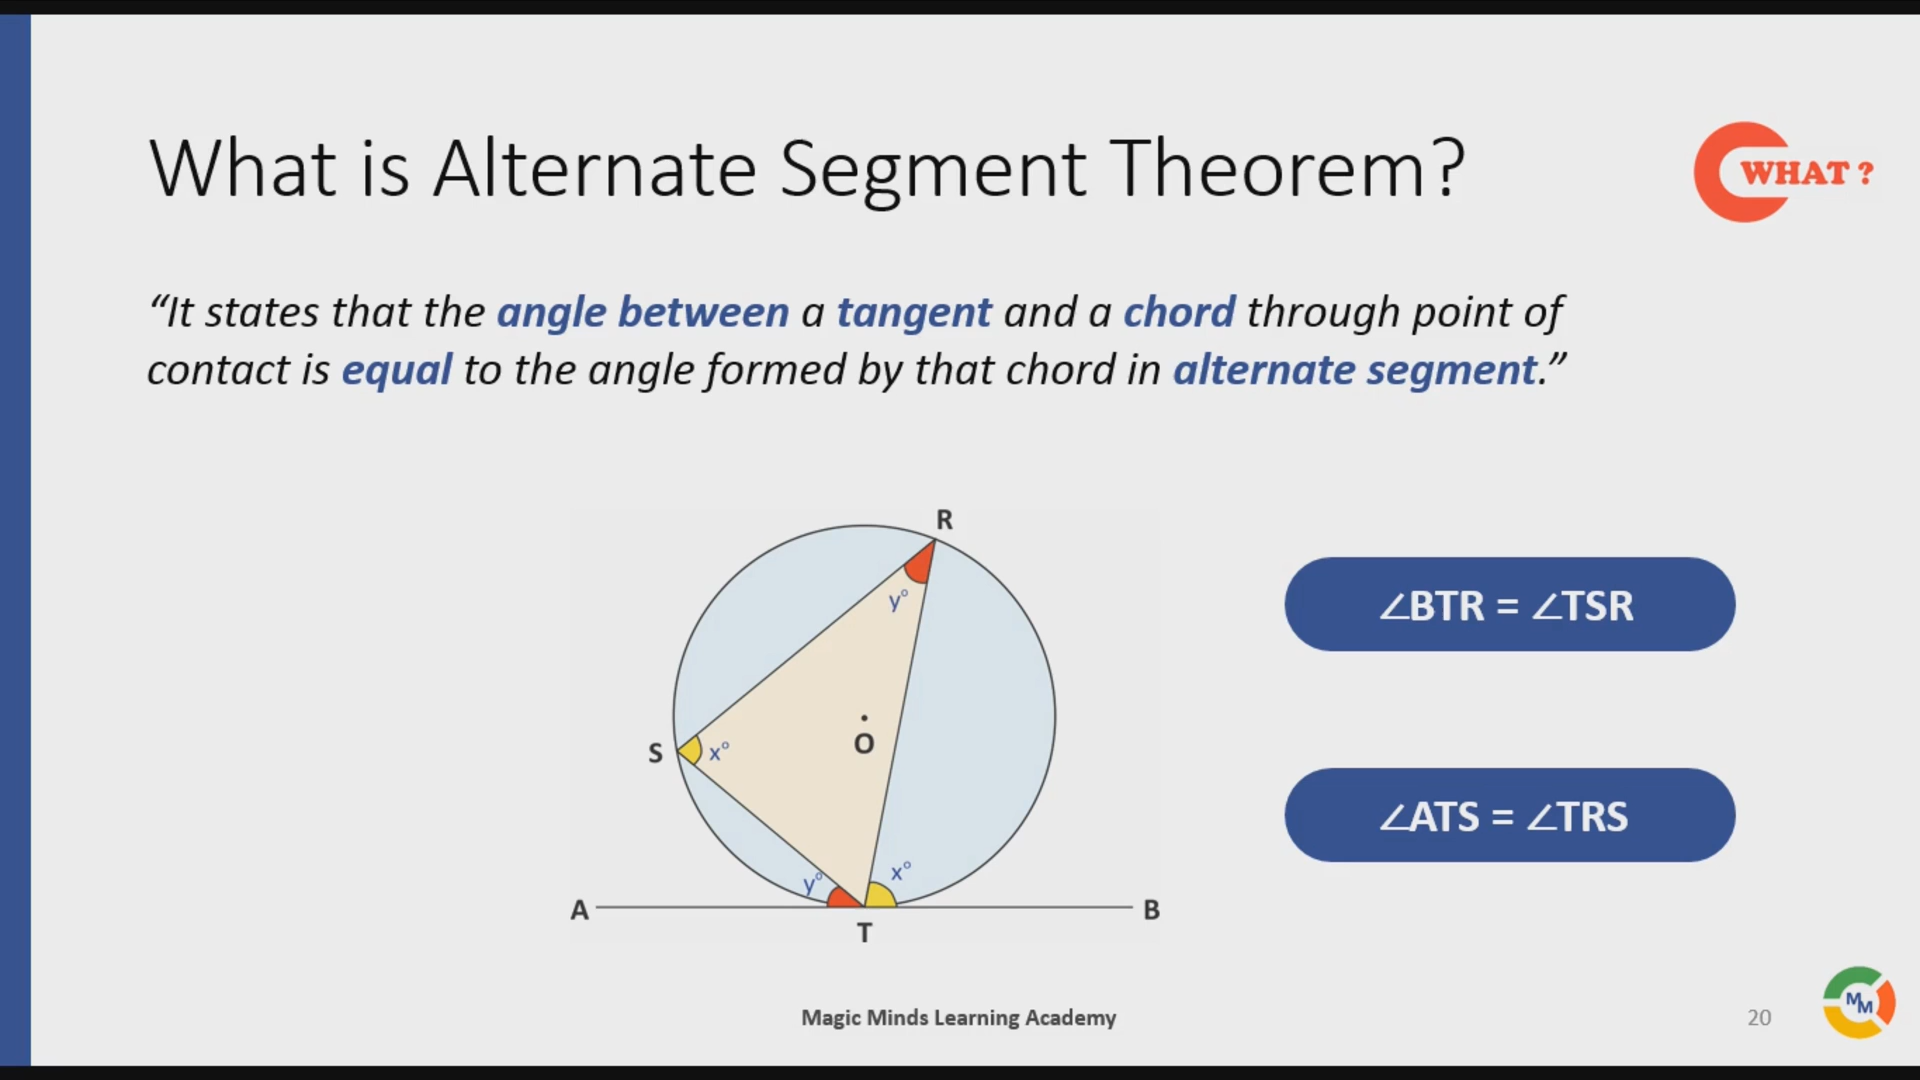 What is Alternate Segment Theorem?
WHAT ?
“It states that the angle between a tangent and a chord through point of
contact is equal to the angle formed by that chord in alternate segment.”
R
y°
∠BTR = ∠TSR
O
S
x°
∠ATS = ∠TRS
y°
x°
A
B
T
Magic Minds Learning Academy
20
MM